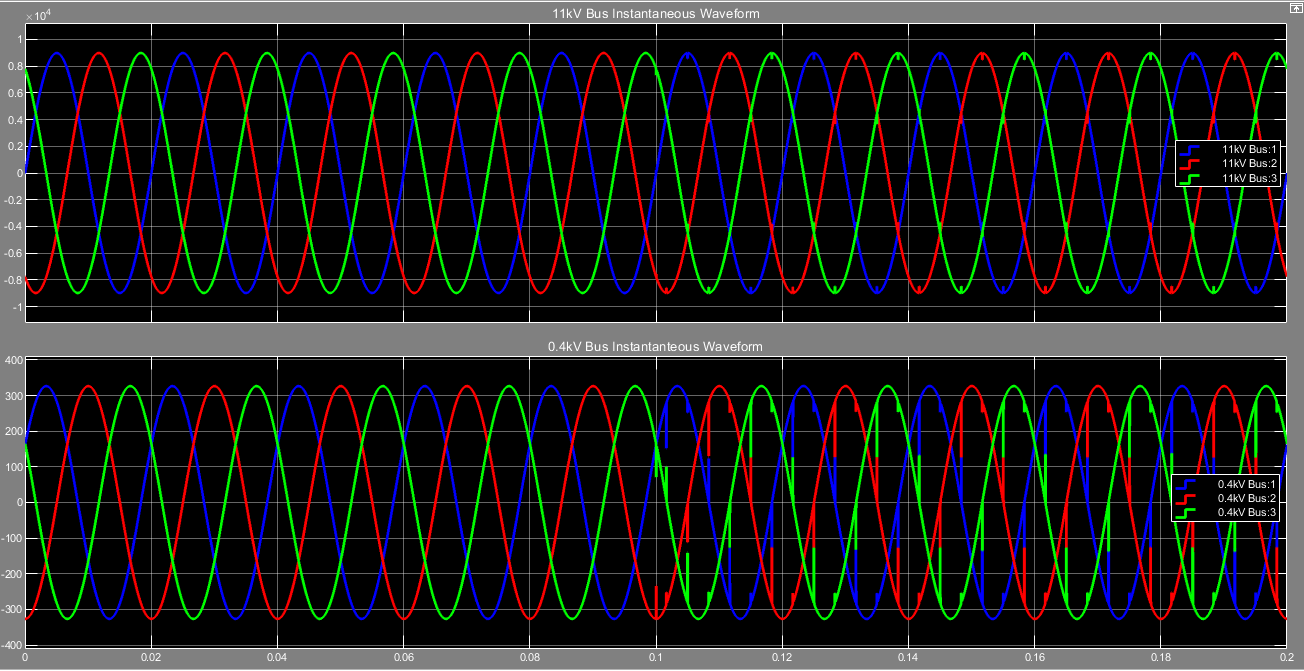 11kV Bus Instantaneous Waveform
×10⁴
1
0.8
0.6
0.4
0.2
0
-0.2
-0.4
-0.6
-0.8
-1
11kV Bus:1
11kV Bus:2
11kV Bus:3
0.4kV Bus Instantanteous Waveform
400
300
200
100
0
-100
-200
-300
-400
0.4kV Bus:1
0.4kV Bus:2
0.4kV Bus:3
0 0.02 0.04 0.06 0.08 0.1 0.12 0.14 0.16 0.18 0.2